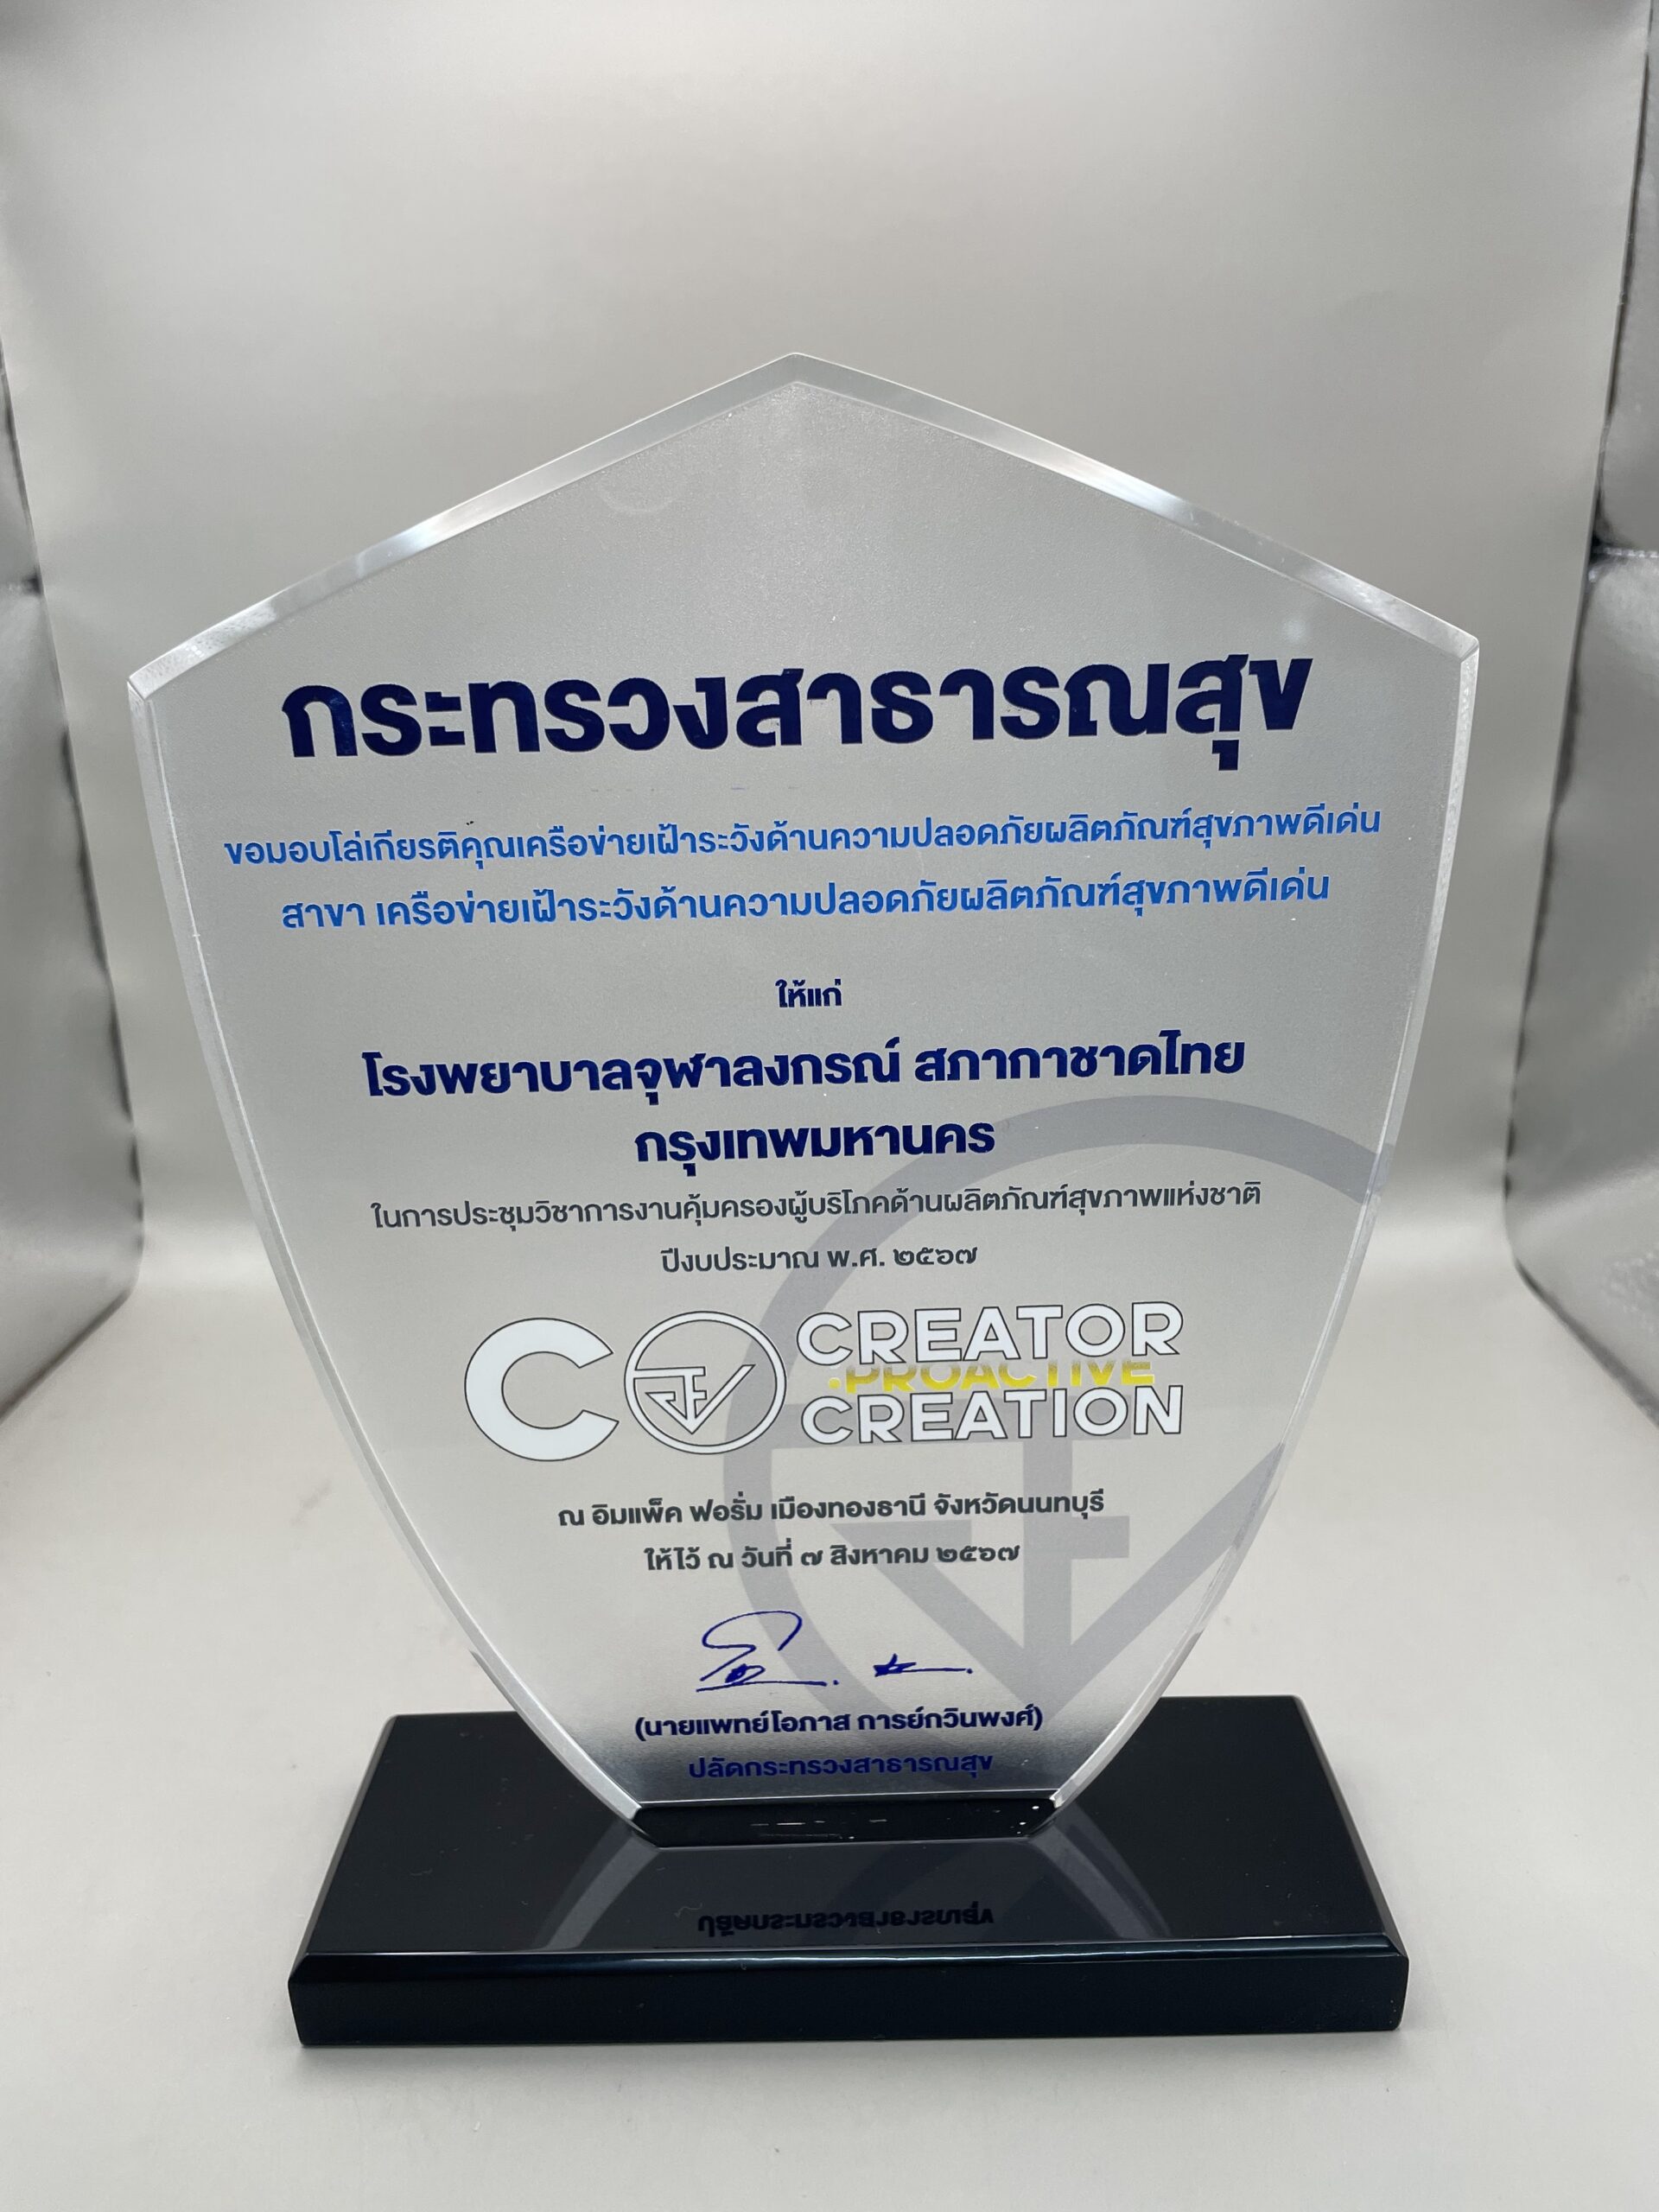 กระทรวงสาธารณสุข
ขอมอบโล่เกียรติคุณเครือข่ายเฝ้าระวังด้านความปลอดภัยผลิตภัณฑ์สุขภาพดีเด่น
สาขา เครือข่ายเฝ้าระวังด้านความปลอดภัยผลิตภัณฑ์สุขภาพดีเด่น
ให้แก่
โรงพยาบาลจุฬาลงกรณ์ สภากาชาดไทย
กรุงเทพมหานคร
ในการประชุมวิชาการงานคุ้มครองผู้บริโภคด้านผลิตภัณฑ์สุขภาพแห่งชาติ
ปีงบประมาณ พ.ศ. ๒๕๖๗
C
CREATOR
PROACTIVE
CREATION
ณ อิมแพ็ค ฟอรั่ม เมืองทองธานี จังหวัดนนทบุรี
ให้ไว้ ณ วันที่ ๗ สิงหาคม ๒๕๖๗
(นายแพทย์โอภาส การย์กวินพงศ์)
ปลัดกระทรวงสาธารณสุข